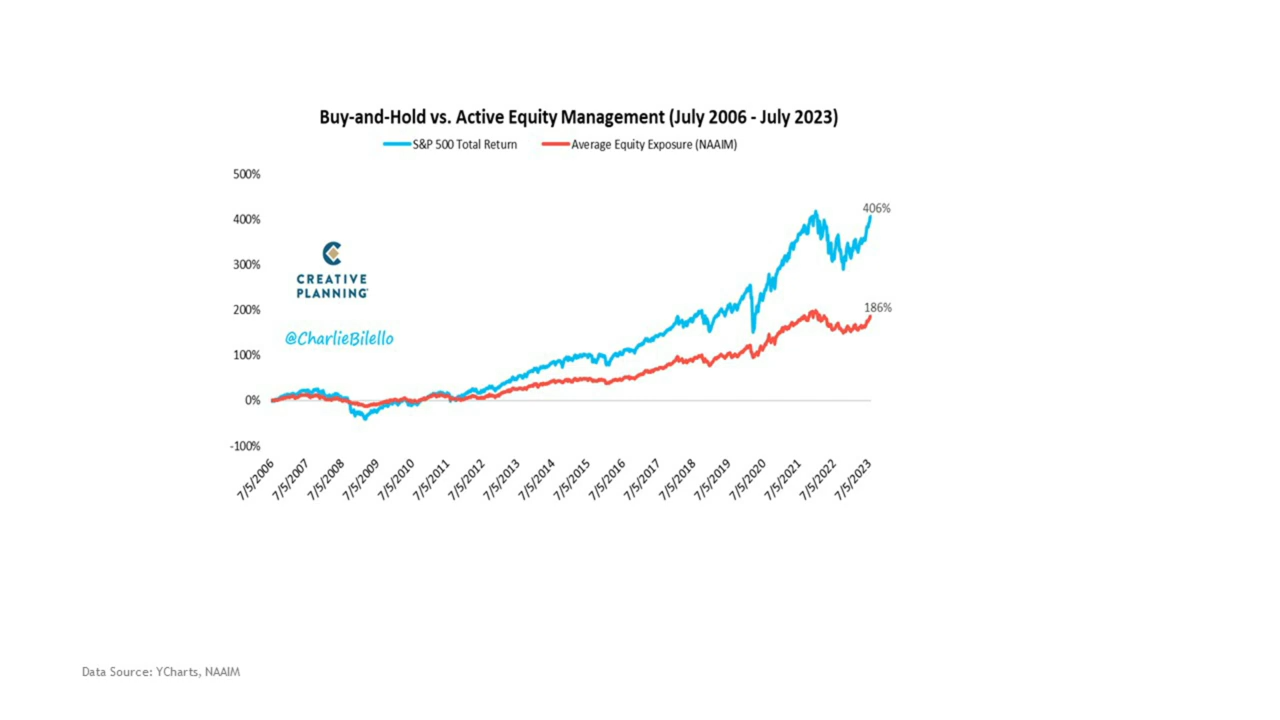 Buy-and-Hold vs. Active Equity Management (July 2006 - July 2023)
S&P 500 Total Return Average Equity Exposure (NAAIM)
500%
400%
300%
200%
100%
0%
-100%
406%
186%
CREATIVE
PLANNING
@CharlieBilello
7/5/2006 7/5/2007 7/5/2008 7/5/2009 7/5/2010 7/5/2011 7/5/2012 7/5/2013 7/5/2014 7/5/2015 7/5/2016 7/5/2017 7/5/2018 7/5/2019 7/5/2020 7/5/2021 7/5/2022 7/5/2023
Data Source: YCharts, NAAIM